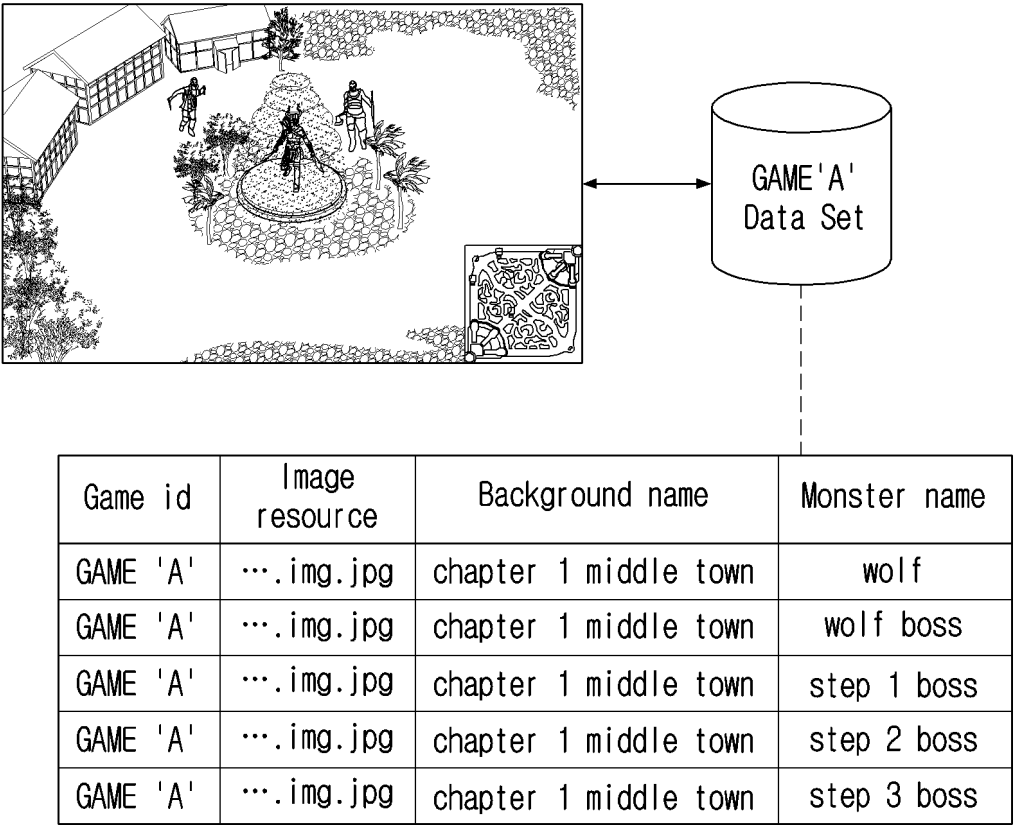 GAME'A'
Data Set
Game id Image resource Background name Monster name
GAME 'A' ….img.jpg chapter 1 middle town wolf
GAME 'A' ….img.jpg chapter 1 middle town wolf boss
GAME 'A' ….img.jpg chapter 1 middle town step 1 boss
GAME 'A' ….img.jpg chapter 1 middle town step 2 boss
GAME 'A' ….img.jpg chapter 1 middle town step 3 boss